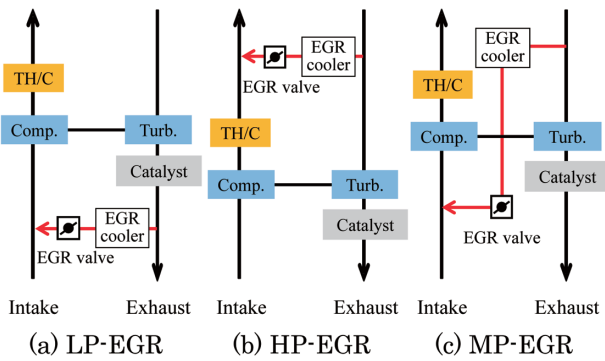 TH/C
Comp.
Turb.
Catalyst
EGR
cooler
EGR valve
Intake
Exhaust
(a) LP-EGR
EGR
cooler
EGR valve
TH/C
Comp.
Turb.
Catalyst
Intake
Exhaust
(b) HP-EGR
EGR
cooler
TH/C
Comp.
Turb.
Catalyst
EGR valve
Intake
Exhaust
(c) MP-EGR